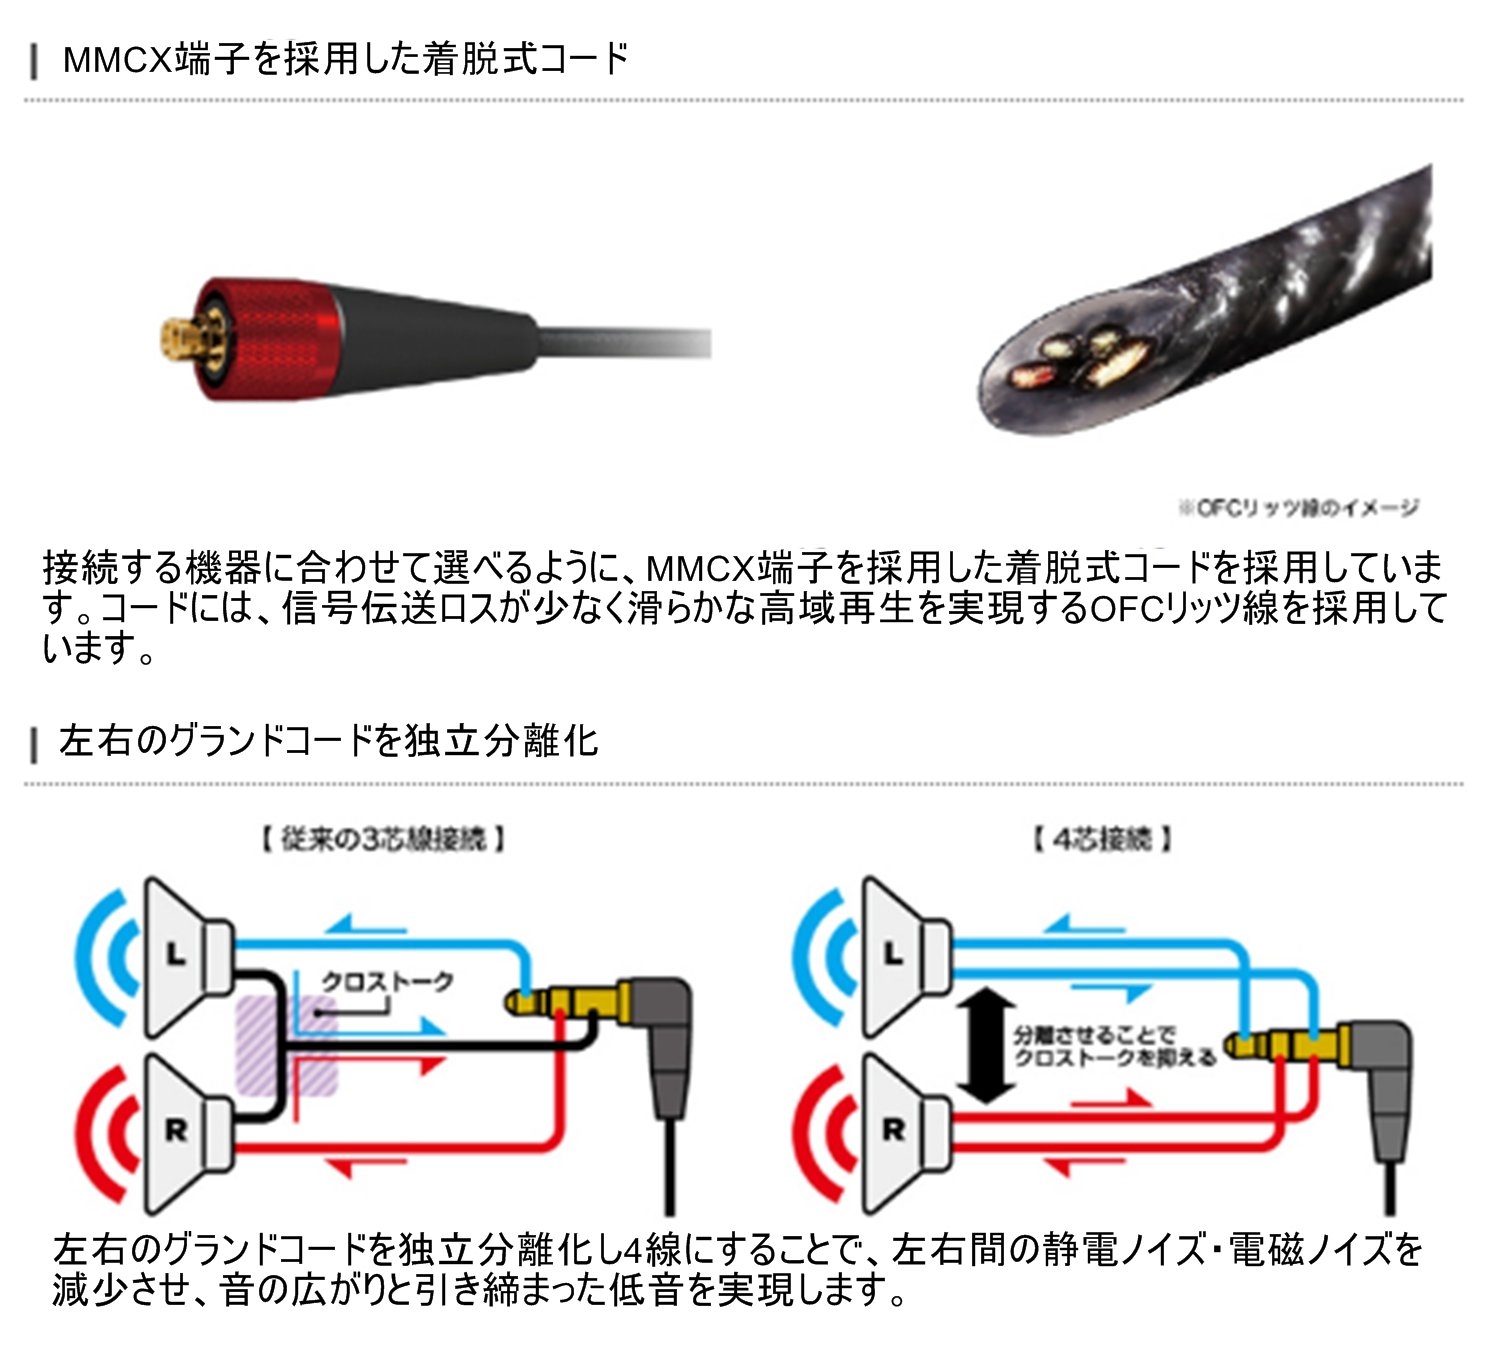 MMCX端子を採用した着脱式コード
※OFCリッツ線のイメージ
接続する機器に合わせて選べるように、MMCX端子を採用した着脱式コードを採用していま
す。コードには、信号伝送ロスが少なく滑らかな高域再生を実現するOFCリッツ線を採用して
います。
左右のグランドコードを独立分離化
【 従来の3芯線接続 】
【 4芯接続 】
L
クロストーク
R
L
分離させることで
クロストークを抑える
R
左右のグランドコードを独立分離化し4線にすることで、左右間の静電ノイズ・電磁ノイズを
減少させ、音の広がりと引き締まった低音を実現します。